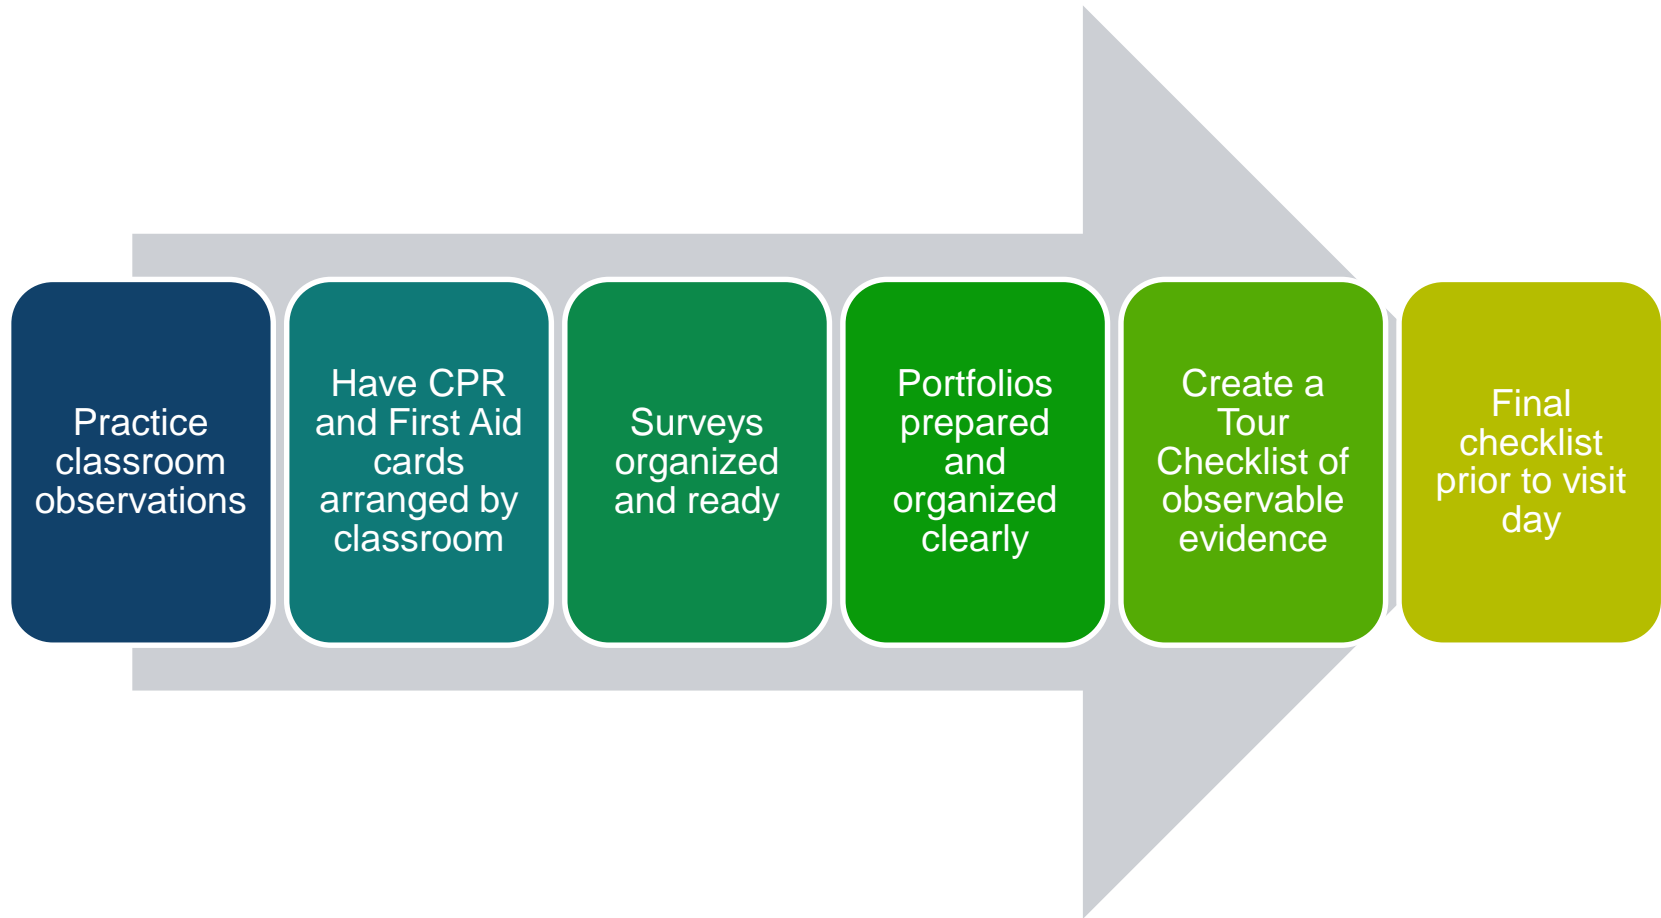 Practice
classroom
observations
Have CPR
and First Aid
cards
arranged by
classroom
Surveys
organized
and ready
Portfolios
prepared
and
organized
clearly
Create a
Tour
Checklist of
observable
evidence
Final
checklist
prior to visit
day